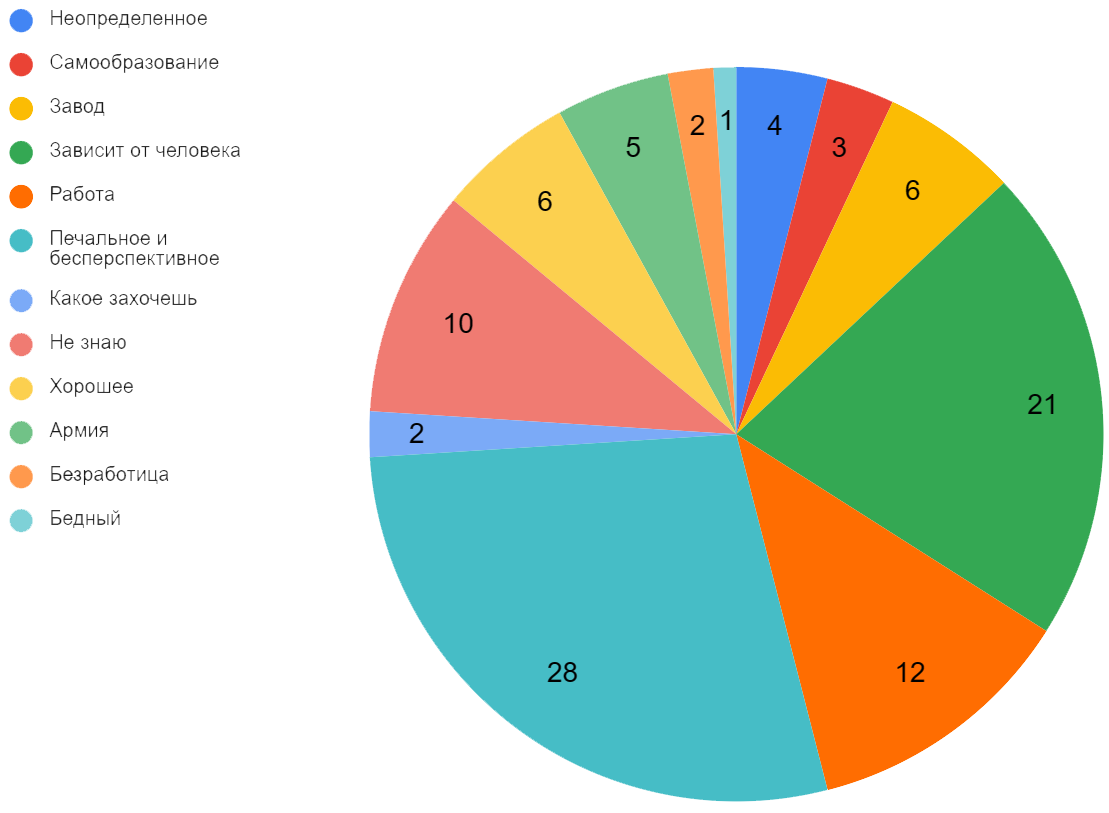 Неопределенное
Самообразование
Завод
Зависит от человека
Работа
Печальное и
бесперспективное
Какое захочешь
Не знаю
Хорошее
Армия
Безработица
Бедный
4
3
6
21
12
28
2
10
6
5
2
1